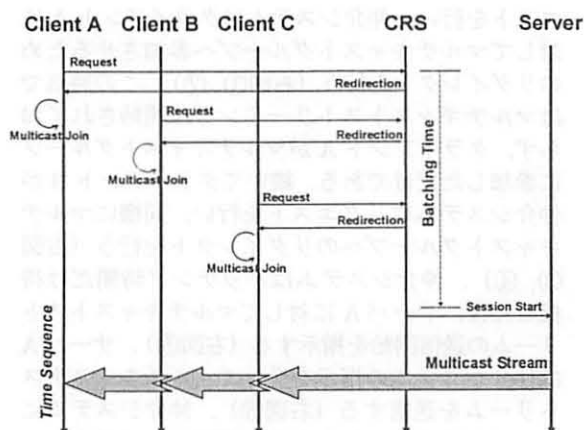 Client A Client B Client C CRS Server
Request
Redirection
Multicast Join
Request
Redirection
Multicast Join
Request
Redirection
Multicast Join
Batching Time
Session Start
Multicast Stream
Time Sequence